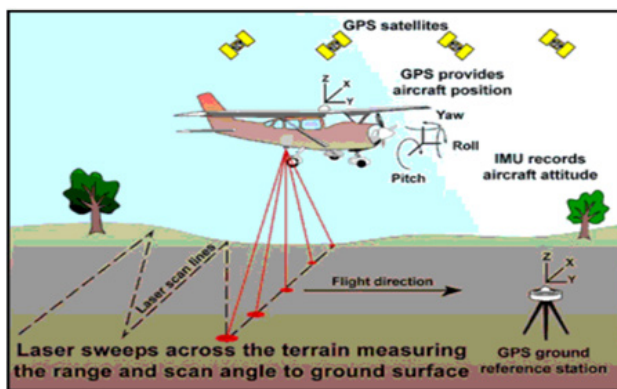 GPS satellites
GPS provides
aircraft position
Z
X
Y
Yaw
Roll
Pitch
IMU records
aircraft attitude
Laser scan lines
Flight direction
Z
X
Y
GPS ground
reference station
Laser sweeps across the terrain measuring
the range and scan angle to ground surface